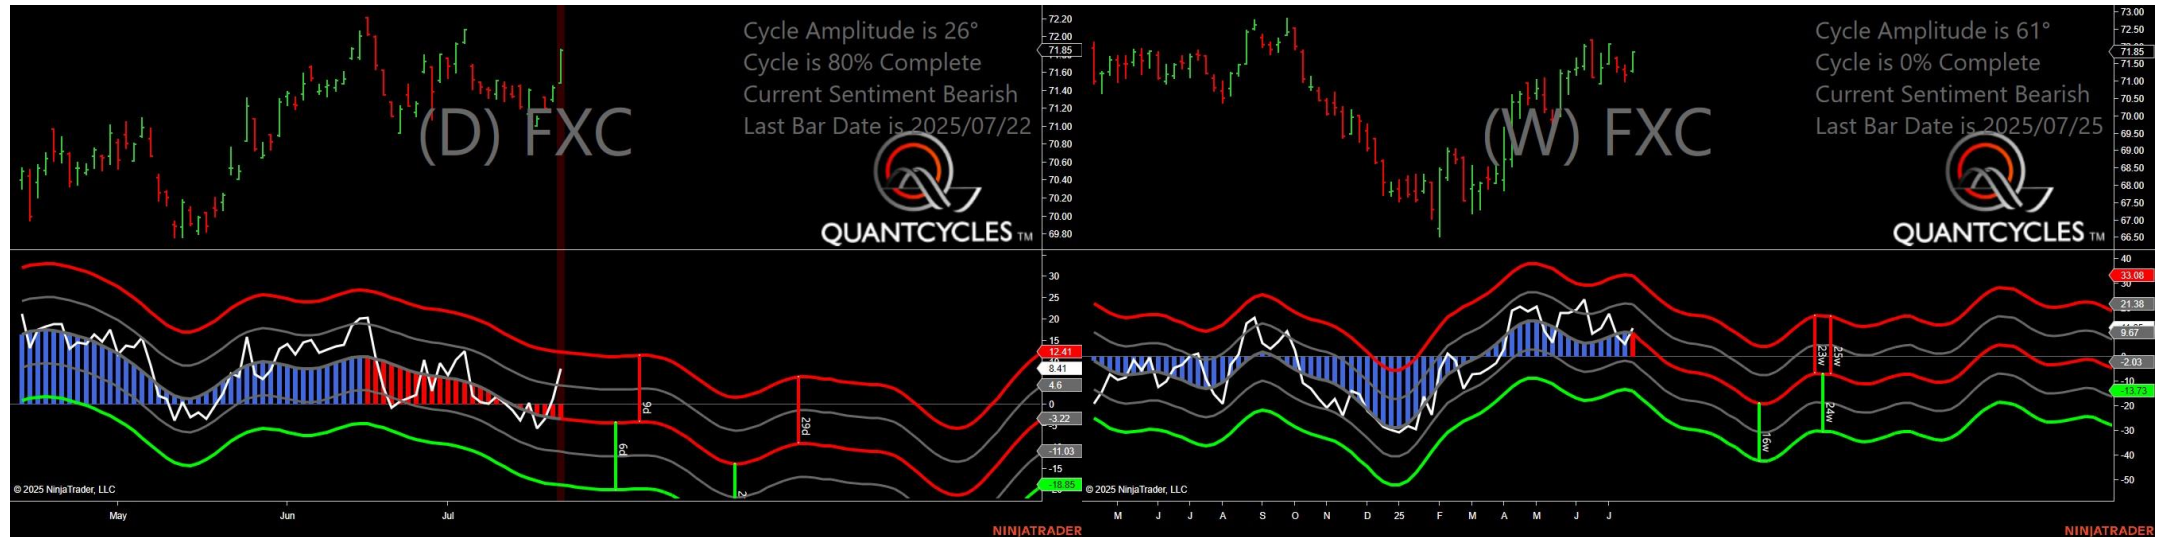 Cycle Amplitude is 26°
Cycle is 80% Complete
Current Sentiment Bearish
Last Bar Date is 2025/07/22
(D) FXC
QUANTCYCLES TM
72.20
72.00
71.85
71.60
71.40
71.20
71.00
70.80
70.60
70.40
70.20
70.00
69.80
30
25
20
15
12.41
8.41
4.6
0
-3.22
-11.03
-15
-18.85
9d
6d
29d
2
© 2025 NinjaTrader, LLC
May
Jun
Jul
NINJATRADER
Cycle Amplitude is 61°
Cycle is 0% Complete
Current Sentiment Bearish
Last Bar Date is 2025/07/25
(W) FXC
QUANTCYCLES TM
73.00
72.50
71.85
71.50
71.00
70.50
70.00
69.50
69.00
68.50
68.00
67.50
67.00
66.50
40
33.08
30
21.38
9.67
-2.03
-10
-13.73
-20
-30
-40
-50
23w
25w
24w
16w
© 2025 NinjaTrader, LLC
M
J
J
A
S
O
N
D
25
F
M
A
M
J
J
NINJATRADER